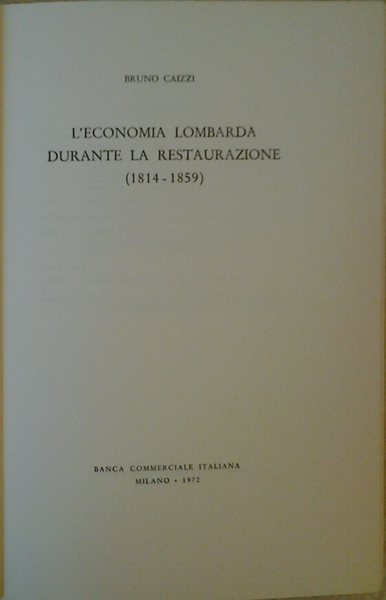 BRUNO CAIZZI
L'ECONOMIA LOMBARDA
DURANTE LA RESTAURAZIONE
(1814-1859)
BANCA COMMERCIALE ITALIANA
MILANO • 1972